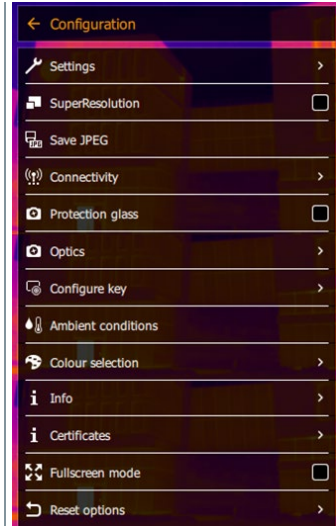 Configuration
Settings
SuperResolution
JPG
Save JPEG
Connectivity
Protection glass
Optics
Configure key
Ambient conditions
Colour selection
Info
Certificates
Fullscreen mode
Reset options